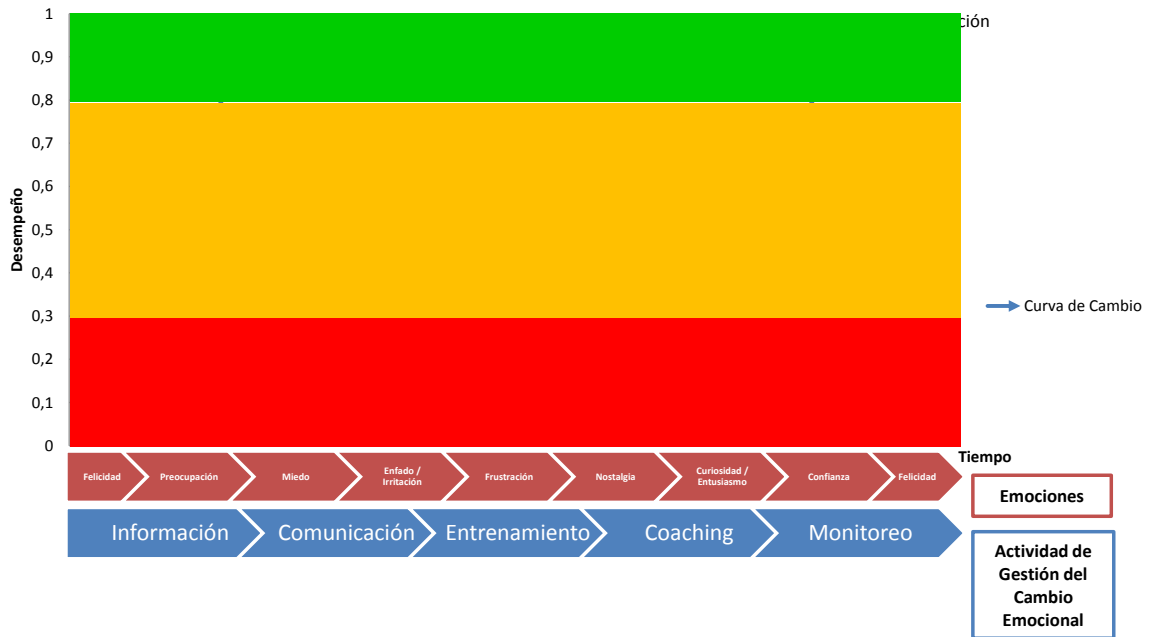 1
0,9
0,8
0,7
0,6
0,5
0,4
0,3
0,2
0,1
0
Desempeño
Curva de Cambio
Tiempo
Felicidad
Preocupación
Miedo
Enfado /
Irritación
Frustración
Nostalgia
Curiosidad /
Entusiasmo
Confianza
Felicidad
Emociones
Información
Comunicación
Entrenamiento
Coaching
Monitoreo
Actividad de
Gestión del
Cambio
Emocional